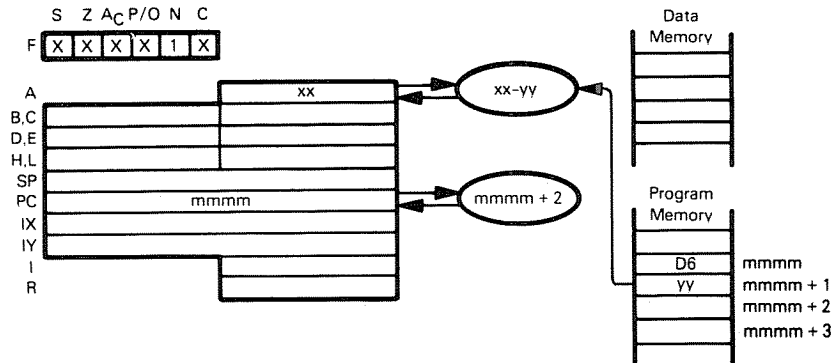 S Z AC P/O N C
F X X X X 1 X
Data
Memory
A xx
xx-yy
B,C
D,E
H,L
SP
PC mmmm
mmmm + 2
IX
IY
I
R
Program
Memory
D6 mmmm
yy mmmm + 1
mmmm + 2
mmmm + 3